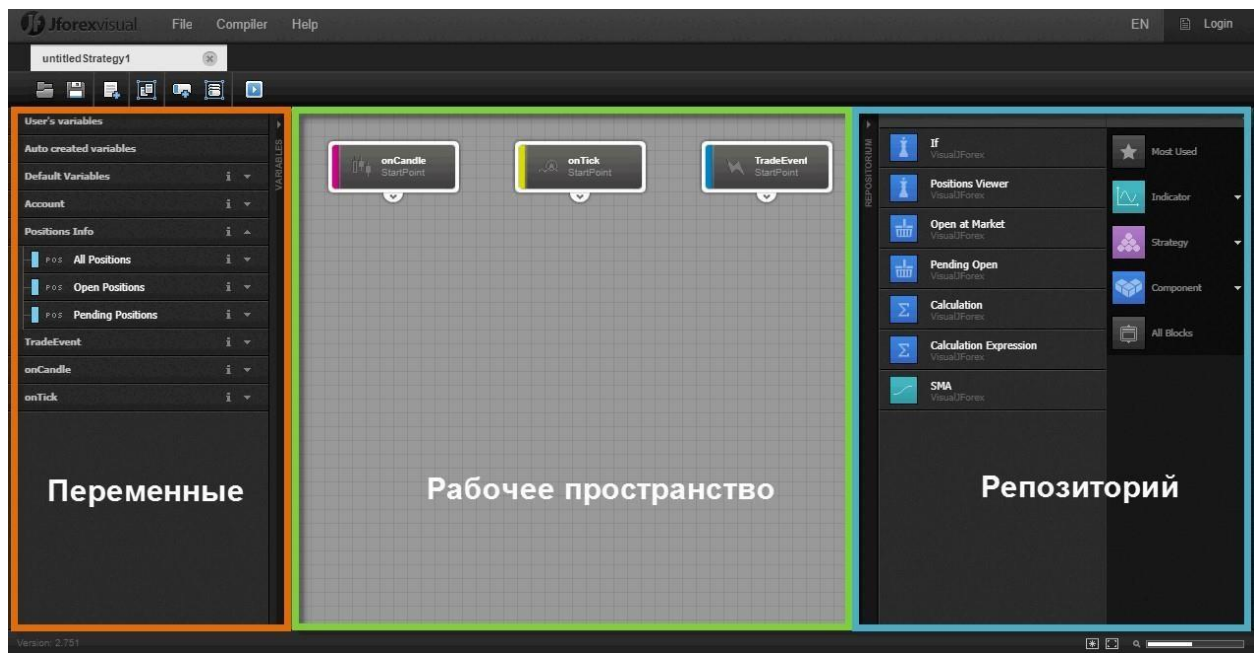 Jforexvisual File Compiler Help EN Login
untitledStrategy1
User's variables
Auto created variables
Default Variables i
Account i
Positions Info i
POS All Positions i
POS Open Positions i
POS Pending Positions i
TradeEvent i
onCandle i
onTick i
VARIABLES
Переменные
onCandle
StartPoint
onTick
StartPoint
TradeEvent
StartPoint
Рабочее пространство
REPOSITORIUM
If
VisualJForex
Positions Viewer
VisualJForex
Open at Market
VisualJForex
Pending Open
VisualJForex
Calculation
VisualJForex
Calculation Expression
VisualJForex
SMA
VisualJForex
Most Used
Indicator
Strategy
Component
All Blocks
Репозиторий
Version: 2.751